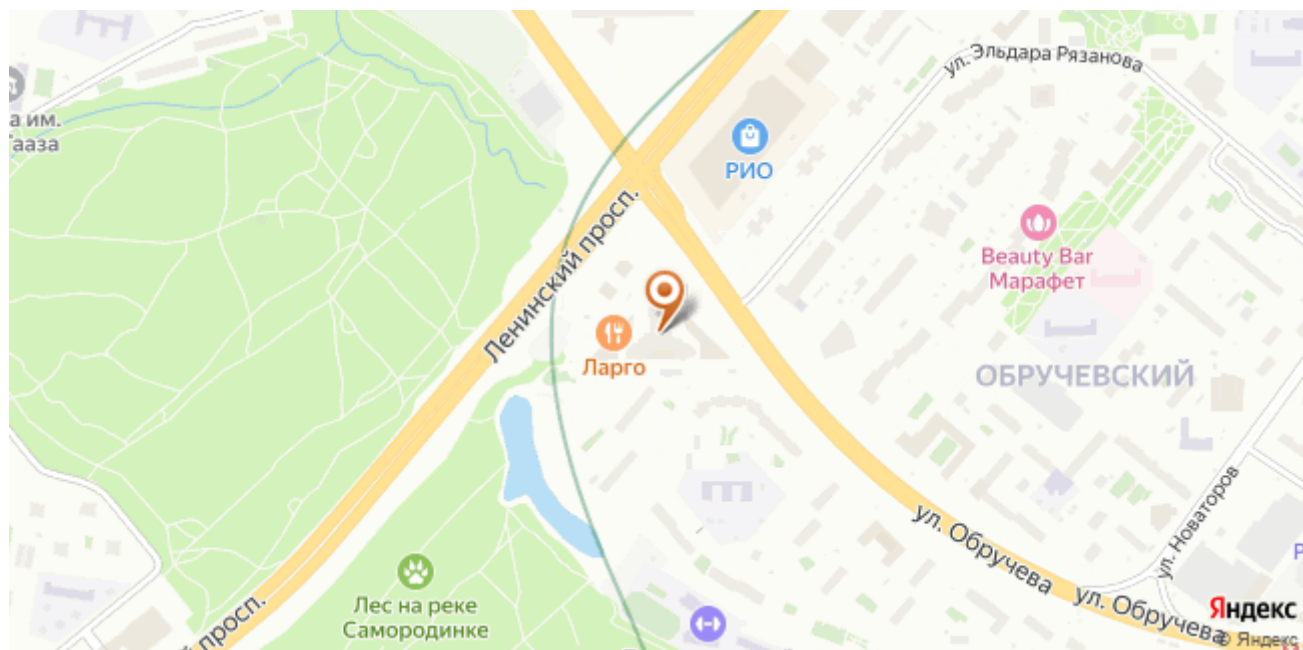 ул. Эльдара Рязанова
а им.
РИО
Ленинский просп.
Beauty Bar
Марафет
Ларго
ОБРУЧЕВСКИЙ
ул. Новаторов
ул. Обручева
Лес на реке
Самородинке
просп.
ул. Обручева
Яндекс
© Яндекс